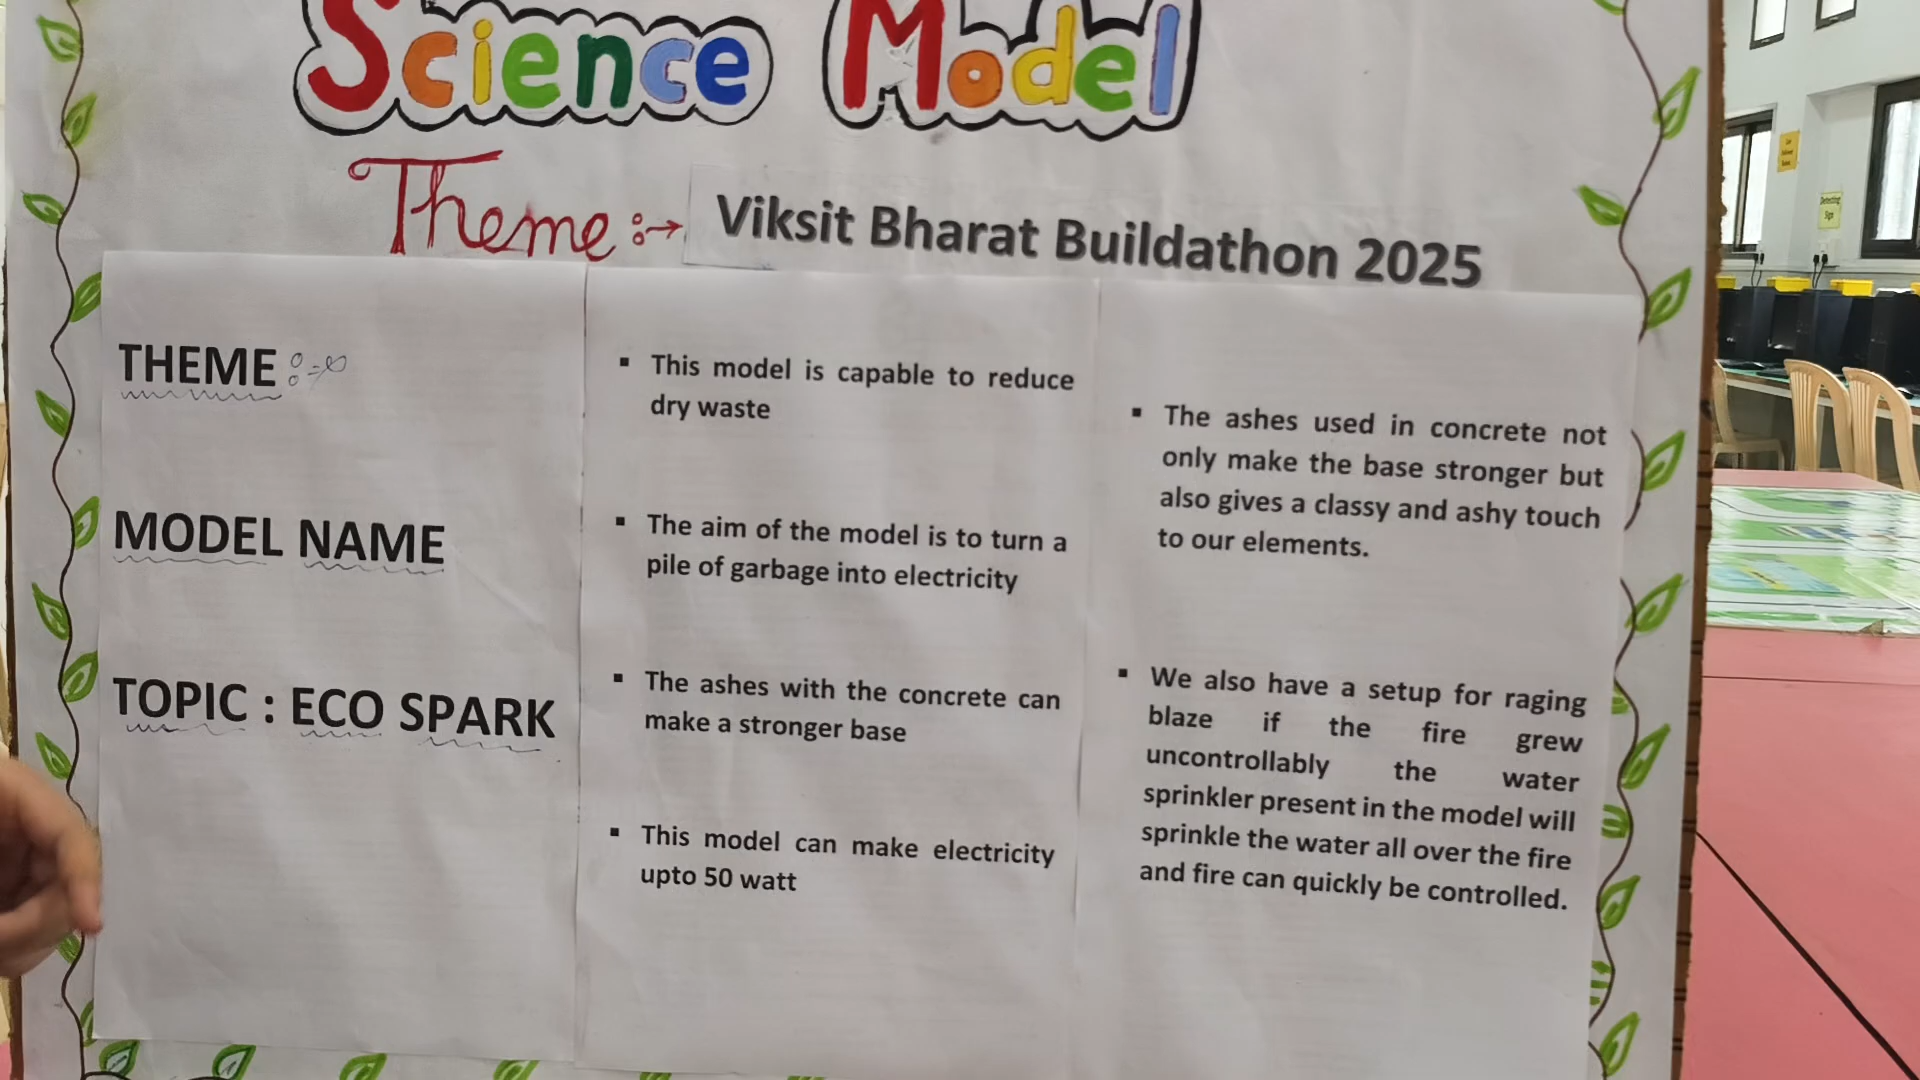 Science Model
Theme :→ Viksit Bharat Buildathon 2025
THEME
MODEL NAME
TOPIC : ECO SPARK
▪ This model is capable to reduce
dry waste
▪ The aim of the model is to turn a
pile of garbage into electricity
▪ The ashes with the concrete can
make a stronger base
▪ This model can make electricity
upto 50 watt
▪ The ashes used in concrete not
only make the base stronger but
also gives a classy and ashy touch
to our elements.
▪ We also have a setup for raging
blaze if the fire grew
uncontrollably the water
sprinkler present in the model will
sprinkle the water all over the fire
and fire can quickly be controlled.